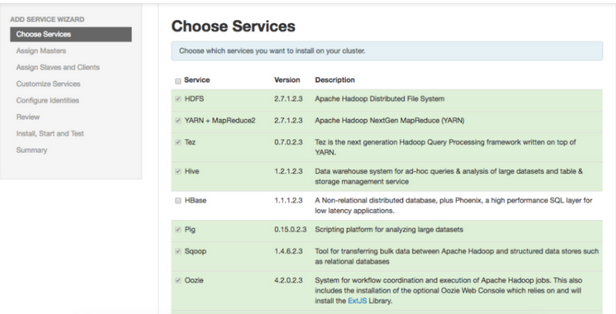 ADD SERVICE WIZARD
Choose Services
Assign Masters
Assign Slaves and Clients
Customize Services
Configure Identities
Review
Install, Start and Test
Summary
Choose Services
Choose which services you want to install on your cluster.
Service Version Description
HDFS 2.7.1.2.3 Apache Hadoop Distributed File System
YARN + MapReduce2 2.7.1.2.3 Apache Hadoop NextGen MapReduce (YARN)
Tez 0.7.0.2.3 Tez is the next generation Hadoop Query Processing framework written on top of
YARN.
Hive 1.2.1.2.3 Data warehouse system for ad-hoc queries & analysis of large datasets and table &
storage management service
HBase 1.1.1.2.3 A Non-relational distributed database, plus Phoenix, a high performance SQL layer for
low latency applications.
Pig 0.15.0.2.3 Scripting platform for analyzing large datasets
Sqoop 1.4.6.2.3 Tool for transferring bulk data between Apache Hadoop and structured data stores such
as relational databases
Oozie 4.2.0.2.3 System for workflow coordination and execution of Apache Hadoop jobs. This also
includes the installation of the optional Oozie Web Console which relies on and will
install the ExtJS Library.